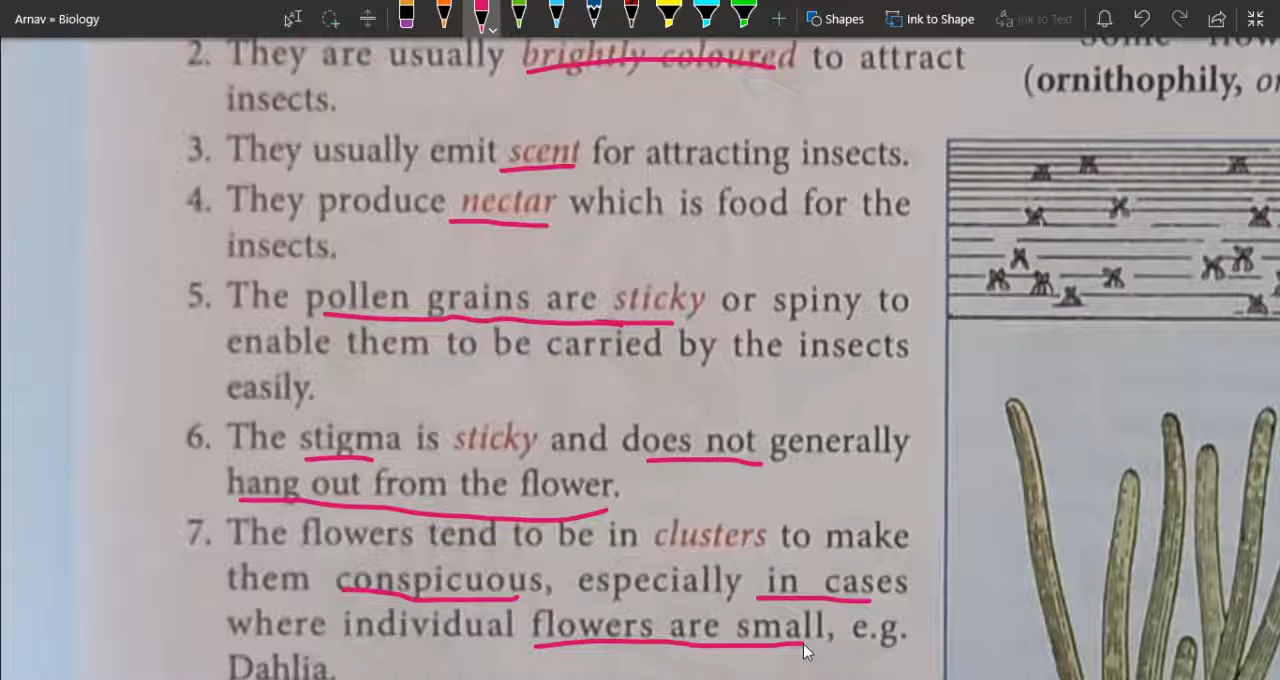 Arnav » Biology
Shapes
Ink to Shape
Ink to Text
2. They are usually brightly coloured to attract
insects.
3. They usually emit scent for attracting insects.
4. They produce nectar which is food for the
insects.
5. The pollen grains are sticky or spiny to
enable them to be carried by the insects
easily.
6. The stigma is sticky and does not generally
hang out from the flower.
7. The flowers tend to be in clusters to make
them conspicuous, especially in cases
where individual flowers are small, e.g.
Dahlia.
(ornithophily,